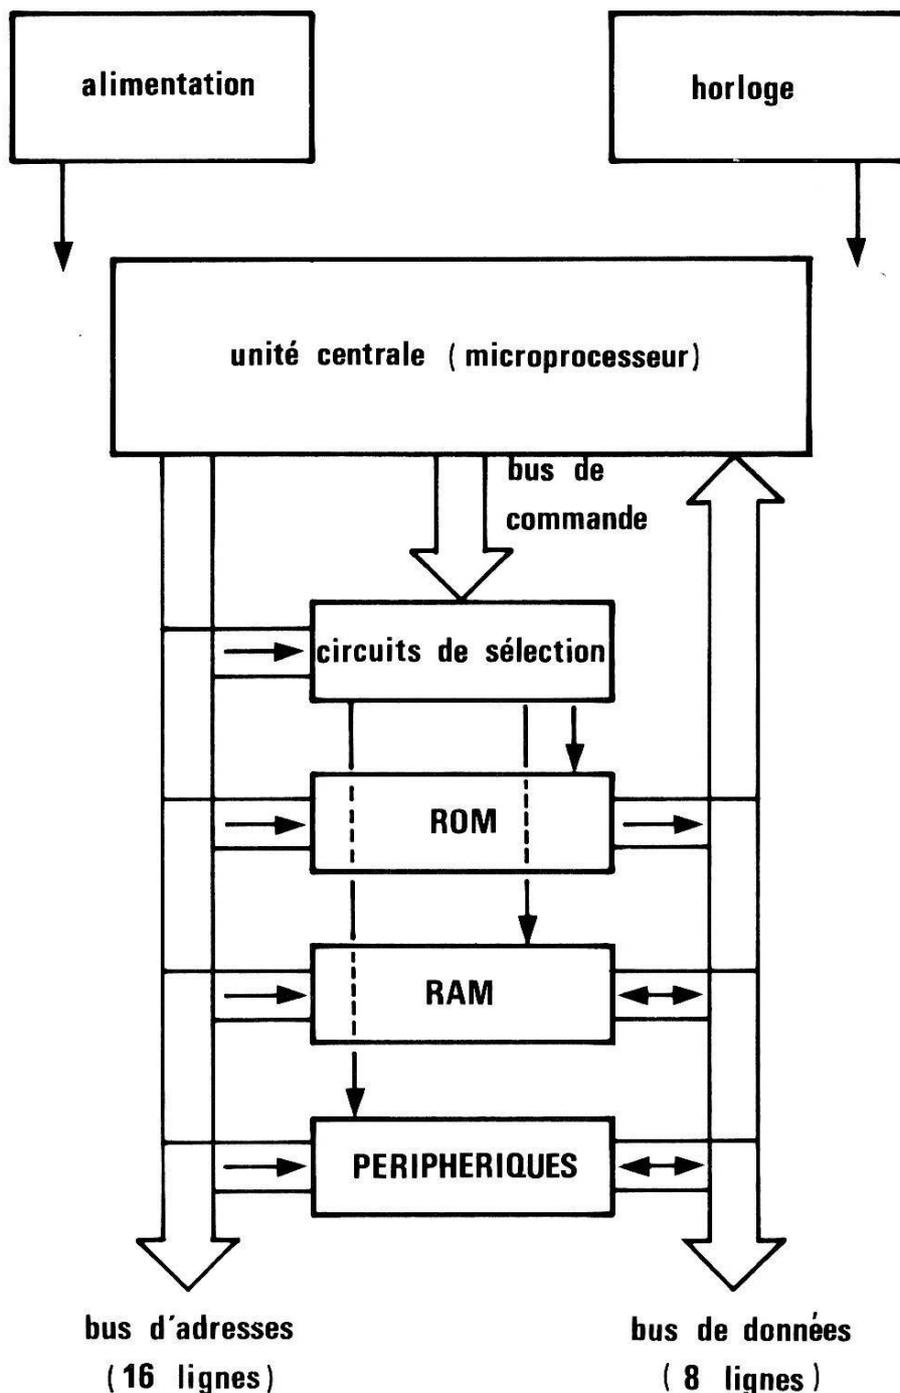 alimentation
horloge
unité centrale (microprocesseur)
bus de
commande
circuits de sélection
ROM
RAM
PERIPHERIQUES
bus d'adresses
(16 lignes)
bus de données
(8 lignes)